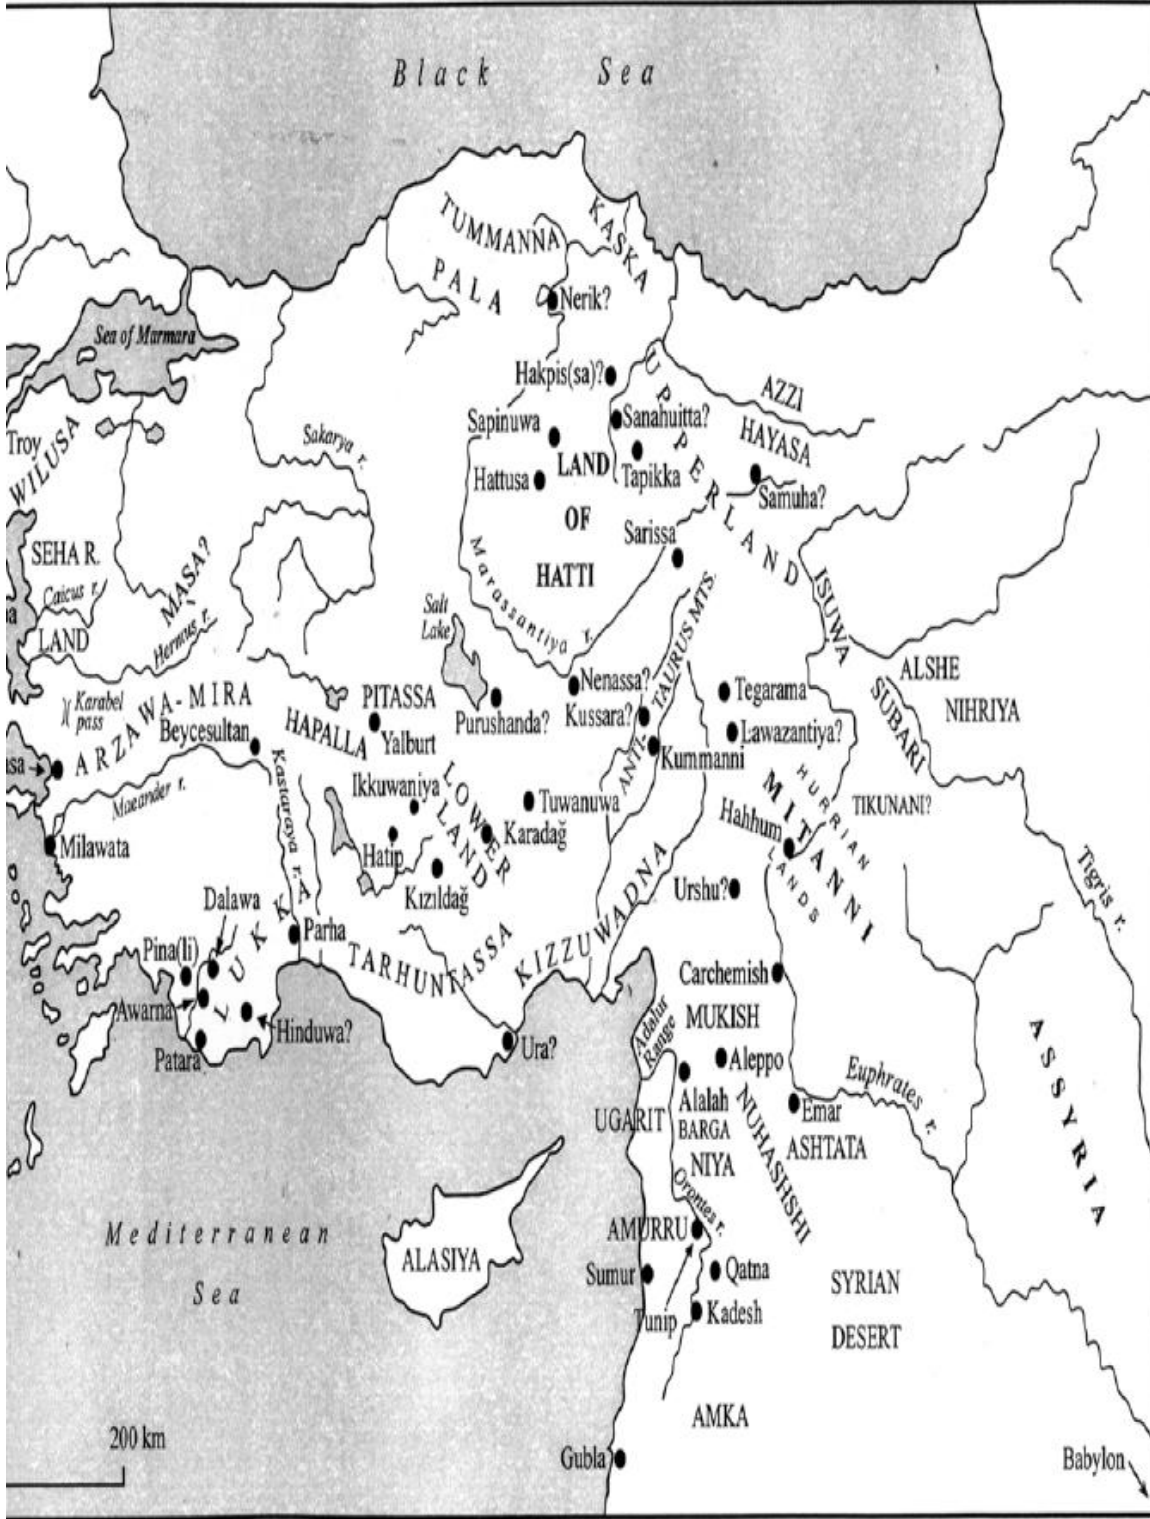 Black Sea
TUMMANNA
KASKA
PALA
Nerik?
Sea of Marmara
Hakpis(sa)?
UPPER LAND
AZZI
Sapinuwa
Sanahuitta?
HAYASA
Troy
WILUSA
Sakarya r.
LAND
OF
HATTI
Tapikka
Hattusa
Samuha?
Sarissa
SEHA R.
LAND
MASA?
Caicus r.
Hermus r.
Marassantiya r.
Salt
Lake
ISUWA
ANTI-TAURUS MTS.
ALSHE
NIHRIYA
SUBARI
Karabel
pass
ARZAWA-MIRA
Beycesultan
HAPALLA
PITASSA
Yalburt
Purushanda?
Nenassa?
Kussara?
Tegarama
Lawazantiya?
Kummanni
Maeander r.
Kastaraya r.
Ikkuwaniya
LOWER
LAND
Tuwanuwa
Karadağ
Hatip
Kızıldağ
MITANNI
HURRIAN
LANDS
TIKUNANI?
Hahhum
Milawata
Urshu?
Tigris r.
Dalawa
LUKKA
Parha
Pina(li)
TARHUNTASSA
KIZZUWADNA
Carchemish
Awarna
Hinduwa?
Patara
Ura?
Adalur
Range
MUKISH
Aleppo
Alalah
Euphrates r.
Emar
ASHTATA
ASSYRIA
UGARIT
BARGA
NIYA
NUHASHSHI
Orontes r.
Mediterranean
Sea
ALASIYA
AMURRU
Sumur
Qatna
Tunip
Kadesh
SYRIAN
DESERT
AMKA
200 km
Gubla
Babylon